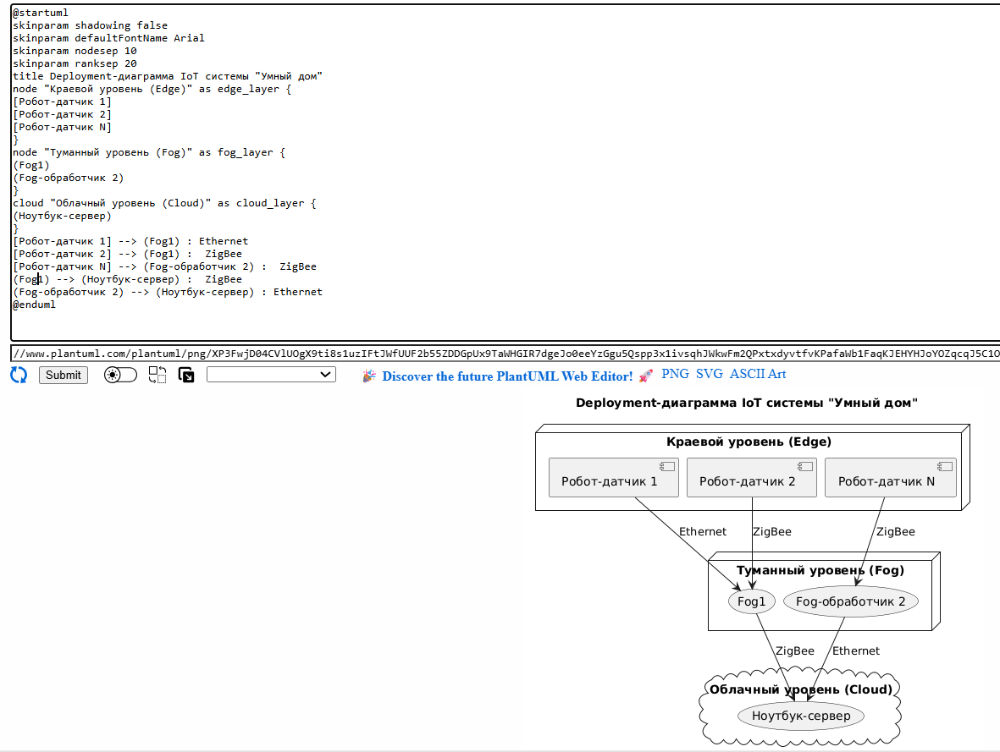 @startuml
skinparam shadowing false
skinparam defaultFontName Arial
skinparam nodesep 10
skinparam ranksep 20
title Deployment-диаграмма IoT системы "Умный дом"
node "Краевой уровень (Edge)" as edge_layer {
[Робот-датчик 1]
[Робот-датчик 2]
[Робот-датчик N]
}
node "Туманный уровень (Fog)" as fog_layer {
(Fog1)
(Fog-обработчик 2)
}
cloud "Облачный уровень (Cloud)" as cloud_layer {
(Ноутбук-сервер)
}
[Робот-датчик 1] --> (Fog1) : Ethernet
[Робот-датчик 2] --> (Fog1) :  ZigBee
[Робот-датчик N] --> (Fog-обработчик 2) :  ZigBee
(Fog1) --> (Ноутбук-сервер) :  ZigBee
(Fog-обработчик 2) --> (Ноутбук-сервер) : Ethernet
@enduml
//www.plantuml.com/plantuml/png/XP3FwjD04CVlUOgX9ti8s1uzIFtJWfUUF2b55ZDDGpUx9TaWHGIR7dgeJo0eeYzGgu5Qspp3x1ivsqhJWkwFm2QPxtxdyvtfvKPafaWb1FaqKJEHYHJoYOZqcqJ5C1O
Submit
🎉 Discover the future PlantUML Web Editor! 🚀 PNG SVG ASCII Art
Deployment-диаграмма IoT системы "Умный дом"
Краевой уровень (Edge)
Робот-датчик 1 Робот-датчик 2 Робот-датчик N
Ethernet ZigBee ZigBee
Туманный уровень (Fog)
Fog1 Fog-обработчик 2
ZigBee Ethernet
Облачный уровень (Cloud)
Ноутбук-сервер